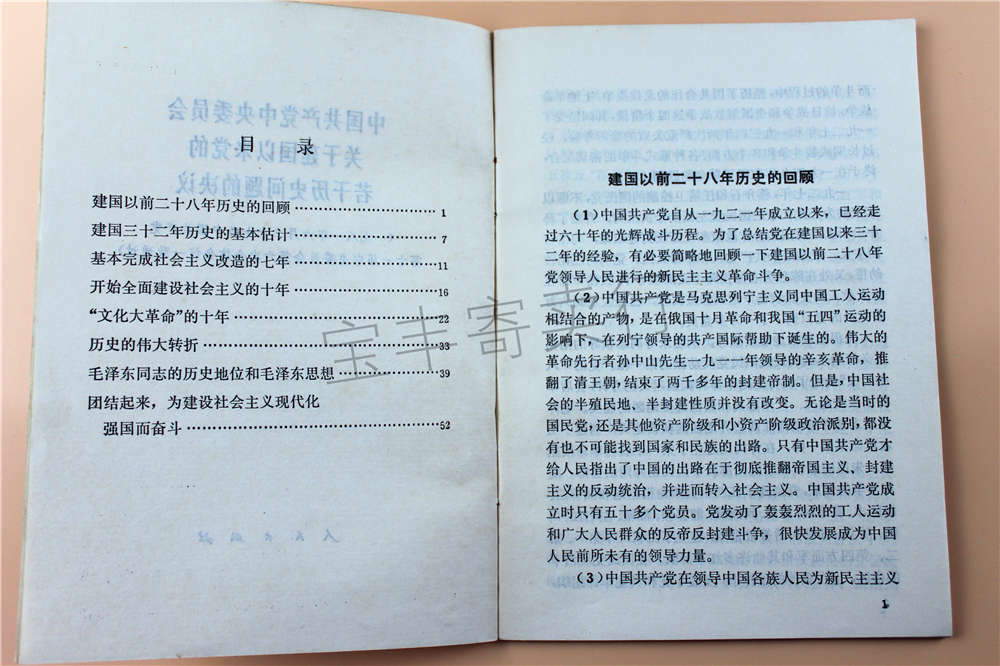 目 录
建国以前二十八年历史的回顾 …………………………… 1
建国三十二年历史的基本估计 …………………………… 7
基本完成社会主义改造的七年 …………………………… 11
开始全面建设社会主义的十年 …………………………… 16
“文化大革命”的十年 …………………………… 22
历史的伟大转折 …………………………… 33
毛泽东同志的历史地位和毛泽东思想 …………………………… 39
团结起来，为建设社会主义现代化
强国而奋斗 …………………………… 52
建国以前二十八年历史的回顾
（1）中国共产党自从一九二一年成立以来，已经走
过六十年的光辉战斗历程。为了总结党在建国以来三十
二年的经验，有必要简略地回顾一下建国以前二十八年
党领导人民进行的新民主主义革命斗争。
（2）中国共产党是马克思列宁主义同中国工人运动
相结合的产物，是在俄国十月革命和我国“五四”运动的
影响下，在列宁领导的共产国际帮助下诞生的。伟大的
革命先行者孙中山先生一九一一年领导的辛亥革命，推
翻了清王朝，结束了两千多年的封建帝制。但是，中国社
会的半殖民地、半封建性质并没有改变。无论是当时的
国民党，还是其他资产阶级和小资产阶级政治派别，都没
有也不可能找到国家和民族的出路。只有中国共产党才
给人民指出了中国的出路在于彻底推翻帝国主义、封建
主义的反动统治，并进而转入社会主义。中国共产党成
立时只有五十多个党员。党发动了轰轰烈烈的工人运动
和广大人民群众的反帝反封建斗争，很快发展成为中国
人民前所未有的领导力量。
（3）中国共产党在领导中国各族人民为新民主主义
1
宝丰寄卖行